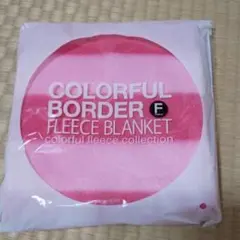 COLORFUL
BORDER F
FLEECE BLANKET
colorful fleece collection